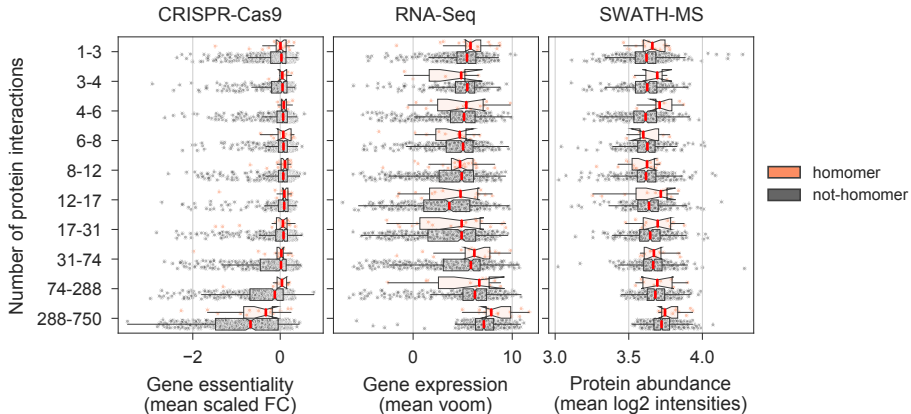 CRISPR-Cas9
RNA-Seq
SWATH-MS
Number of protein interactions
1-3
3-4
4-6
6-8
8-12
12-17
17-31
31-74
74-288
288-750
−2
0
0
10
3.0
3.5
4.0
Gene essentiality
(mean scaled FC)
Gene expression
(mean voom)
Protein abundance
(mean log2 intensities)
homomer
not-homomer